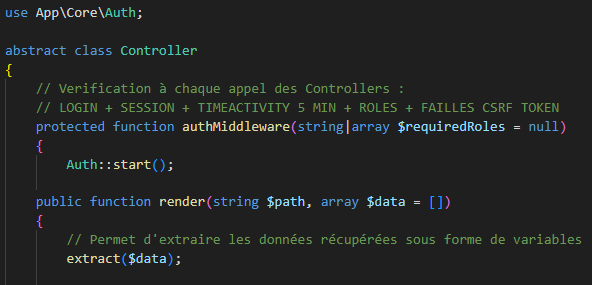 use App\Core\Auth;
abstract class Controller
{
// Verification à chaque appel des Controllers :
// LOGIN + SESSION + TIMEACTIVITY 5 MIN + ROLES + FAILLES CSRF TOKEN
protected function authMiddleware(string|array $requiredRoles = null)
{
Auth::start();
public function render(string $path, array $data = [])
{
// Permet d'extraire les données récupérées sous forme de variables
extract($data);